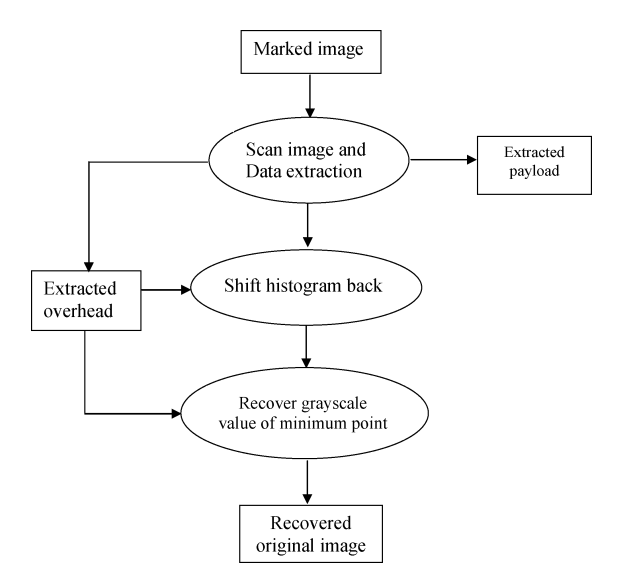 Marked image
Scan image and
Data extraction
Extracted
payload
Extracted
overhead
Shift histogram back
Recover grayscale
value of minimum point
Recovered
original image